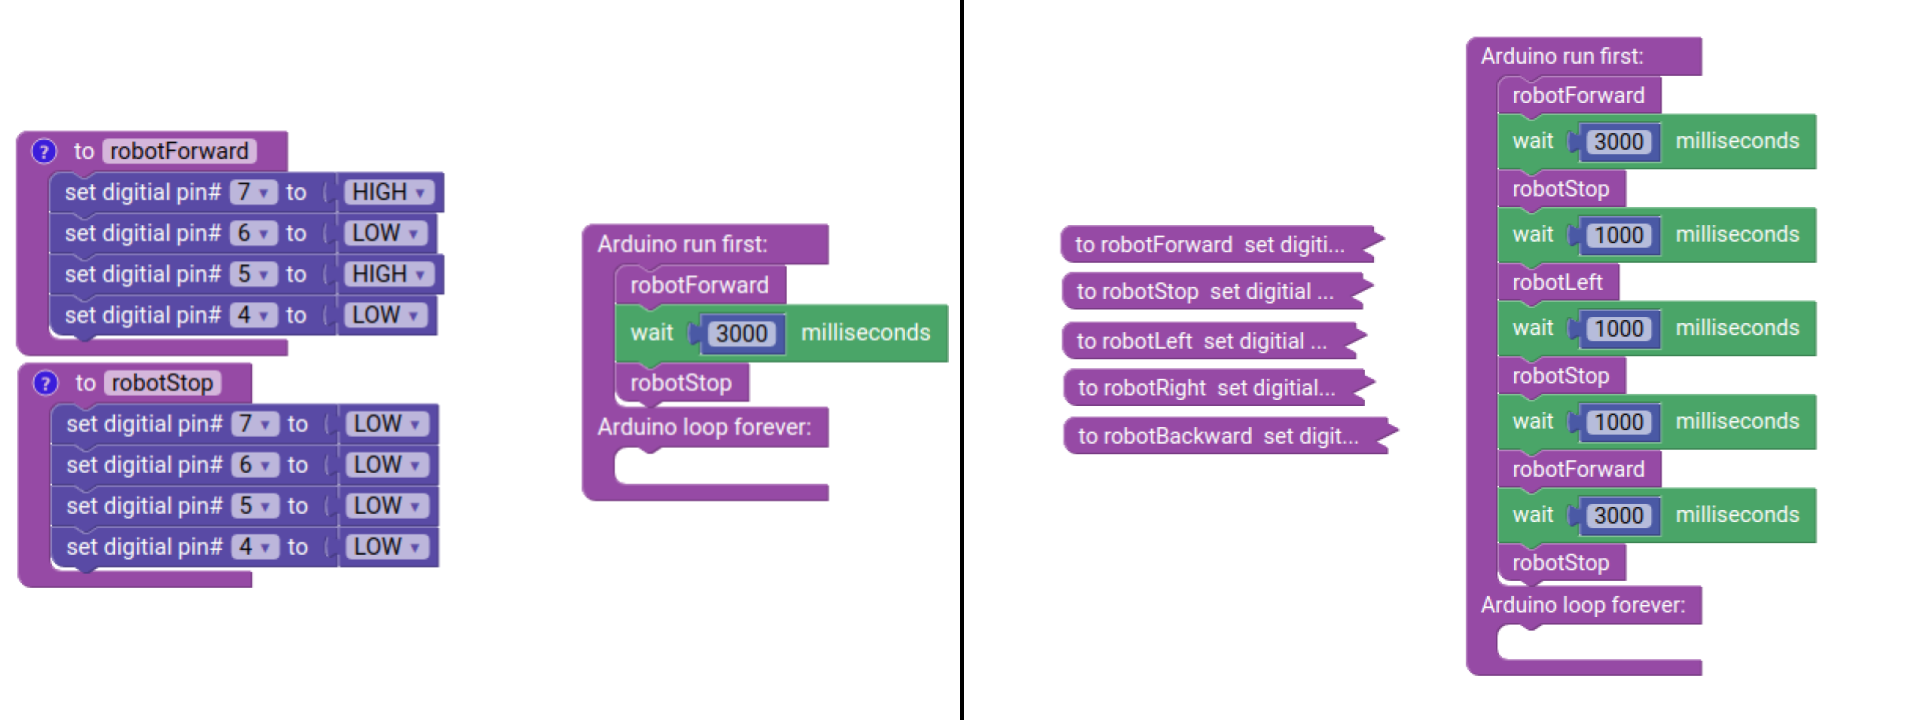 ? to robotForward
set digitial pin# 7 to HIGH
set digitial pin# 6 to LOW
set digitial pin# 5 to HIGH
set digitial pin# 4 to LOW
? to robotStop
set digitial pin# 7 to LOW
set digitial pin# 6 to LOW
set digitial pin# 5 to LOW
set digitial pin# 4 to LOW
Arduino run first:
robotForward
wait 3000 milliseconds
robotStop
Arduino loop forever:
to robotForward set digiti...
to robotStop set digitial ...
to robotLeft set digitial ...
to robotRight set digitial...
to robotBackward set digit...
Arduino run first:
robotForward
wait 3000 milliseconds
robotStop
wait 1000 milliseconds
robotLeft
wait 1000 milliseconds
robotStop
wait 1000 milliseconds
robotForward
wait 3000 milliseconds
robotStop
Arduino loop forever: